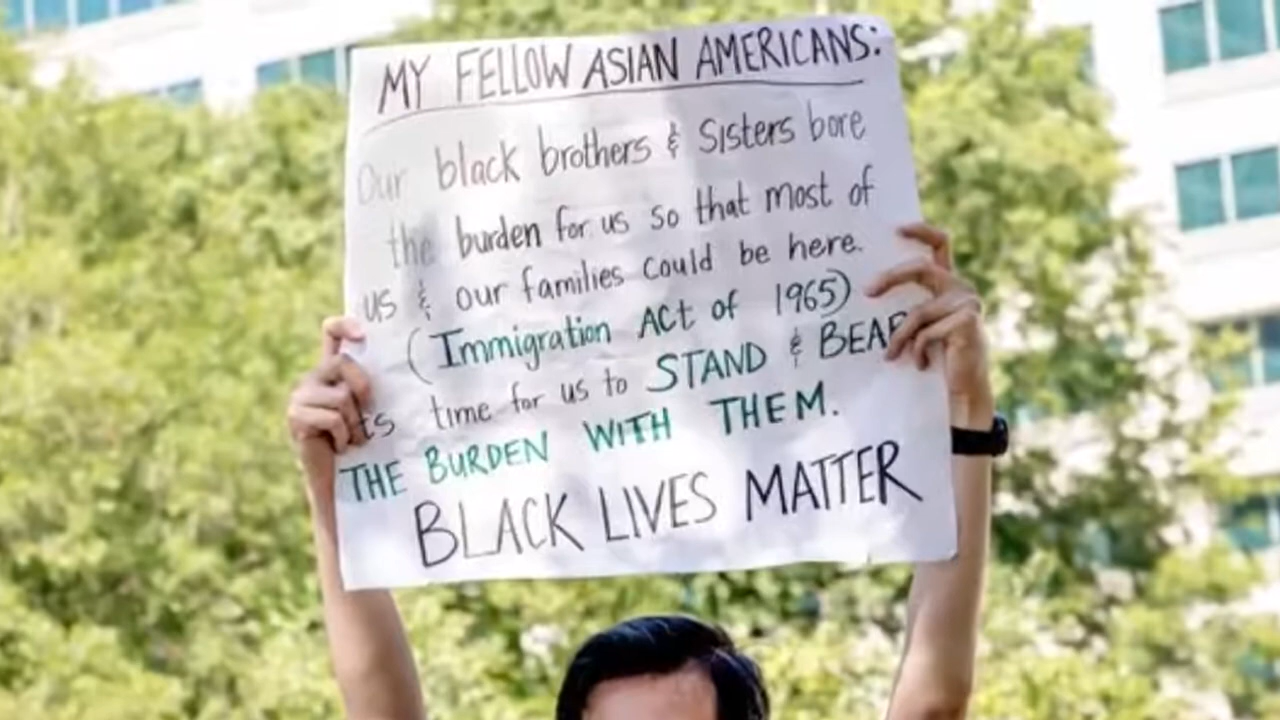 MY FELLOW ASIAN AMERICANS:
Our black brothers & Sisters bore
the burden for us so that most of
us & our families could be here.
(Immigration Act of 1965)
ts time for us to STAND & BEAR
THE BURDEN WITH THEM.
BLACK LIVES MATTER